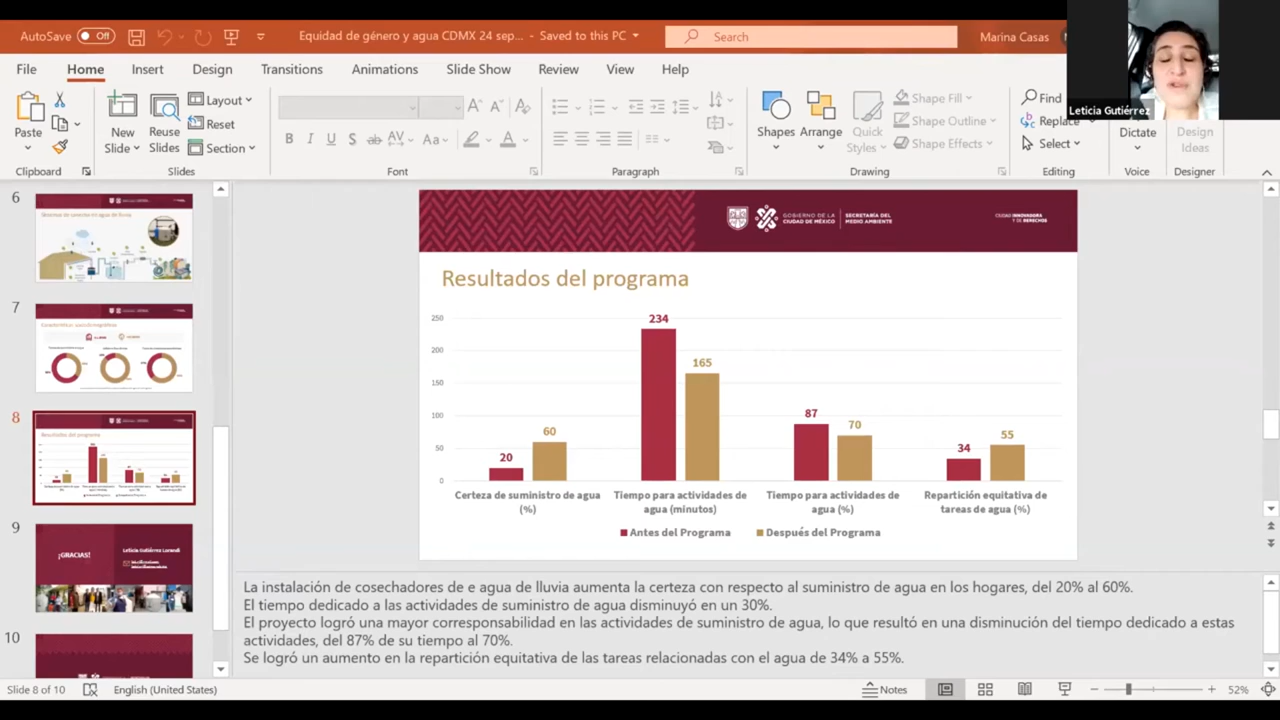 AutoSave Off
Equidad de género y agua CDMX 24 sep... - Saved to this PC
Search
Marina Casas
File Home Insert Design Transitions Animations Slide Show Review View Help
Leticia Gutiérrez
Paste
New Slide
Reuse Slides
Layout
Reset
Section
B I U S ab AV Aa A
Shapes
Arrange
Quick Styles
Shape Fill
Shape Outline
Shape Effects
Find
Replace
Select
Dictate
Design Ideas
Clipboard Slides Font Paragraph Drawing Editing Voice Designer
6
7
8
Resultados del programa
9
¡GRACIAS!
10
GOBIERNO DE LA CIUDAD DE MÉXICO
SECRETARÍA DEL MEDIO AMBIENTE
CIUDAD INNOVADORA Y DE DERECHOS
Resultados del programa
250
200
150
100
50
0
20 60
234 165
87 70
34 55
Certeza de suministro de agua (%)
Tiempo para actividades de agua (minutos)
Tiempo para actividades de agua (%)
Repartición equitativa de tareas de agua (%)
Antes del Programa Después del Programa
La instalación de cosechadores de e agua de lluvia aumenta la certeza con respecto al suministro de agua en los hogares, del 20% al 60%.
El tiempo dedicado a las actividades de suministro de agua disminuyó en un 30%.
El proyecto logró una mayor corresponsabilidad en las actividades de suministro de agua, lo que resultó en una disminución del tiempo dedicado a estas
actividades, del 87% de su tiempo al 70%.
Se logró un aumento en la repartición equitativa de las tareas relacionadas con el agua de 34% a 55%.
Slide 8 of 10 English (United States) Notes 52%